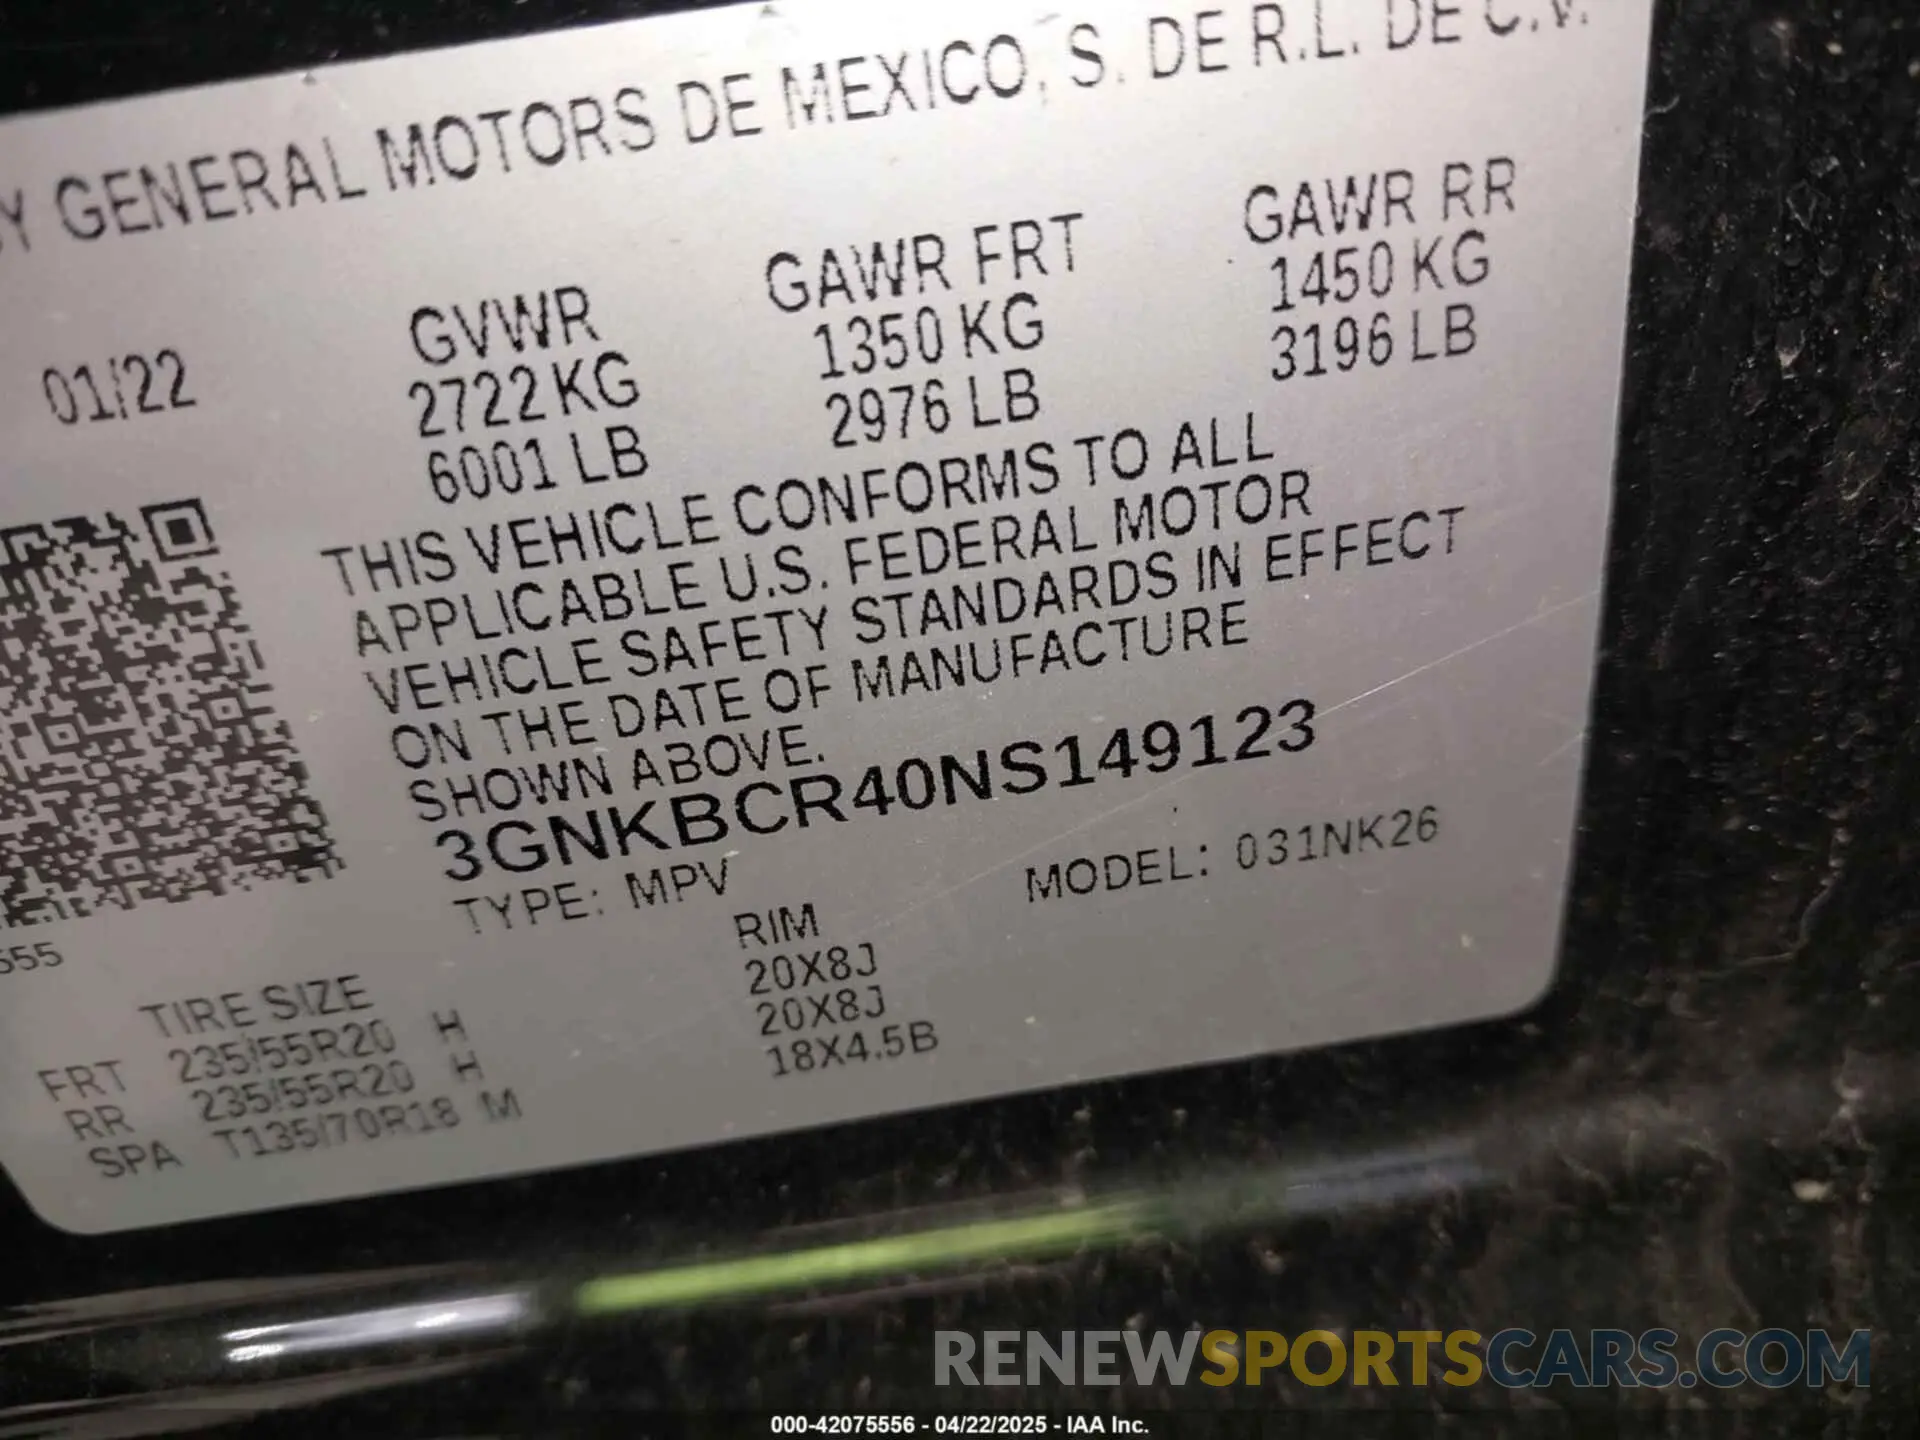 BY GENERAL MOTORS DE MEXICO, S. DE R.L. DE C.V.
01/22 GVWR GAWR FRT GAWR RR
2722 KG 1350 KG 1450 KG
6001 LB 2976 LB 3196 LB
THIS VEHICLE CONFORMS TO ALL
APPLICABLE U.S. FEDERAL MOTOR
VEHICLE SAFETY STANDARDS IN EFFECT
ON THE DATE OF MANUFACTURE
SHOWN ABOVE.
3GNKBCR40NS149123
TYPE: MPV MODEL: 031NK26
555
TIRE SIZE RIM
FRT 235/55R20 H 20X8J
RR 235/55R20 H 20X8J
SPA T135/70R18 M 18X4.5B
RENEWSPORTSCARS.COM
000-42075556 - 04/22/2025 - IAA Inc.